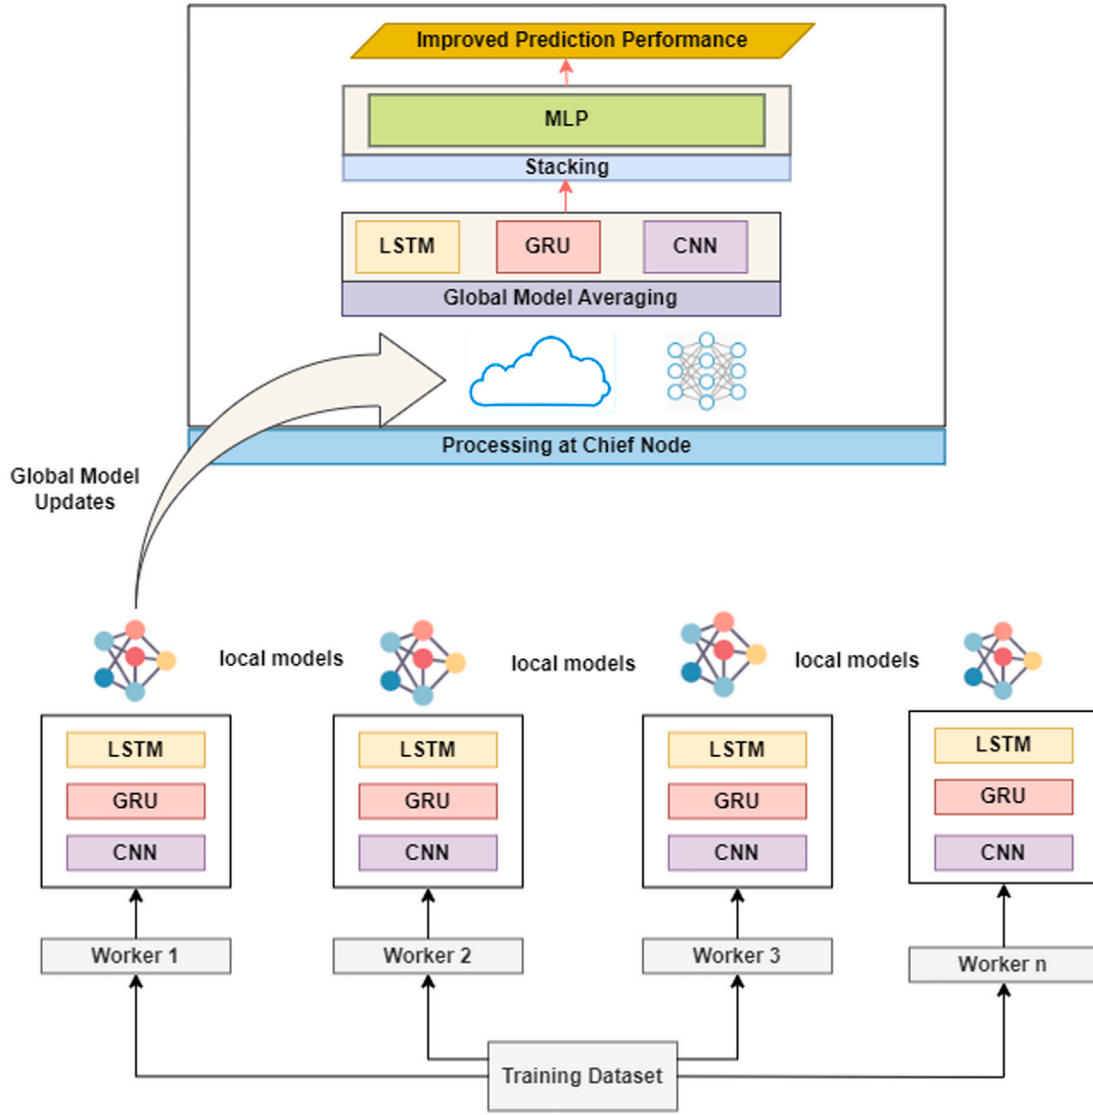 Improved Prediction Performance
MLP
Stacking
LSTM GRU CNN
Global Model Averaging
Processing at Chief Node
Global Model
Updates
local models local models local models
LSTM LSTM LSTM LSTM
GRU GRU GRU GRU
CNN CNN CNN CNN
Worker 1 Worker 2 Worker 3 Worker n
Training Dataset